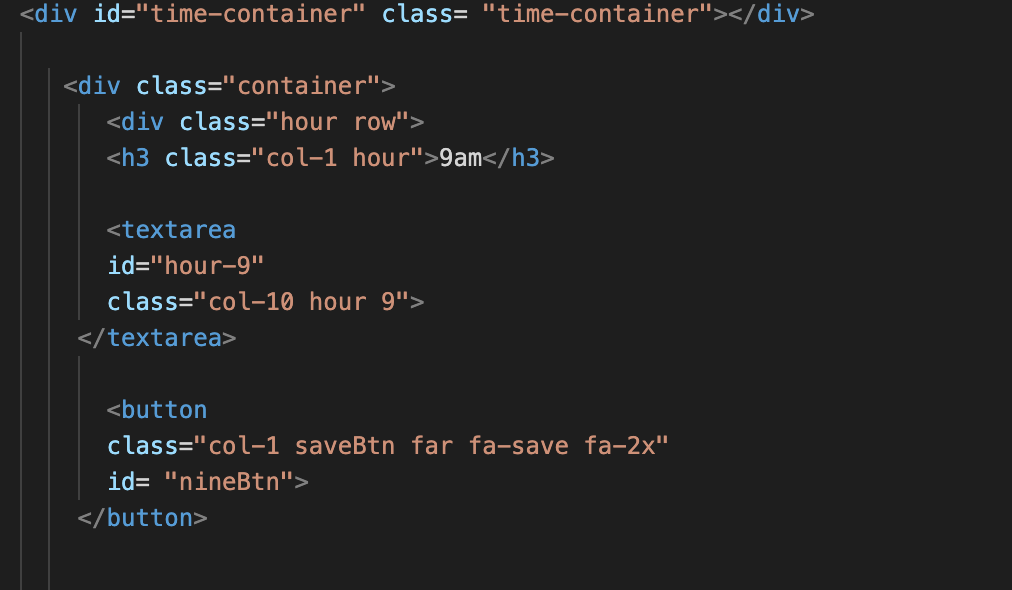 <div id="time-container" class= "time-container"></div>
<div class="container">
<div class="hour row">
<h3 class="col-1 hour">9am</h3>
<textarea
id="hour-9"
class="col-10 hour 9">
</textarea>
<button
class="col-1 saveBtn far fa-save fa-2x"
id= "nineBtn">
</button>